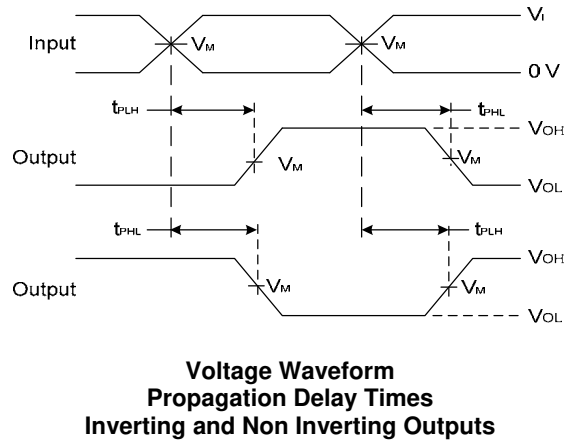 VI
Input
VM
VM
0 V
tPLH
tPHL
VOH
Output
VM
VM
VOL
tPHL
tPLH
VOH
Output
VM
VM
VOL
Voltage Waveform
Propagation Delay Times
Inverting and Non Inverting Outputs